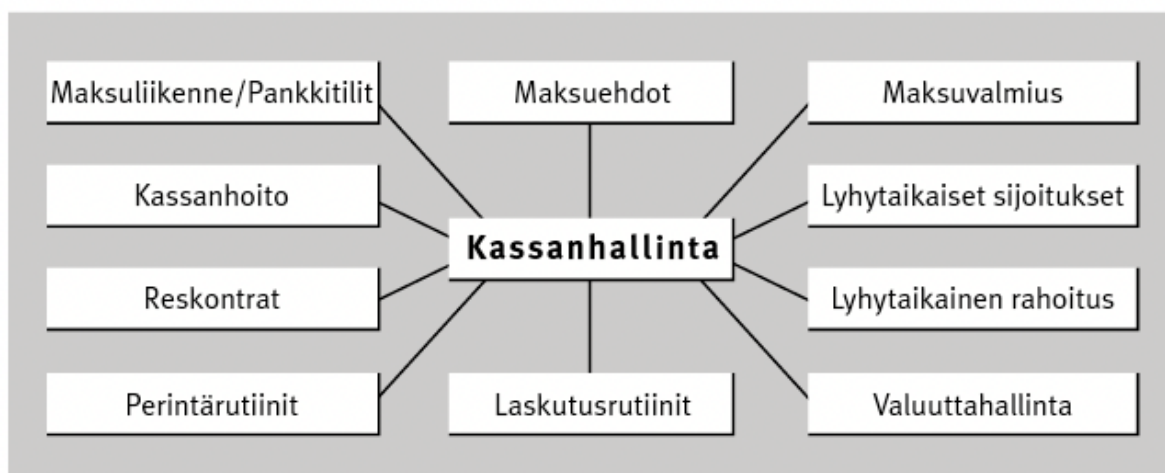 Maksuliikenne/Pankkitilit
Maksuehdot
Maksuvalmius
Kassanhoito
Lyhytaikaiset sijoitukset
Kassanhallinta
Reskontrat
Lyhytaikainen rahoitus
Perintärutiinit
Laskutusrutiinit
Valuuttahallinta